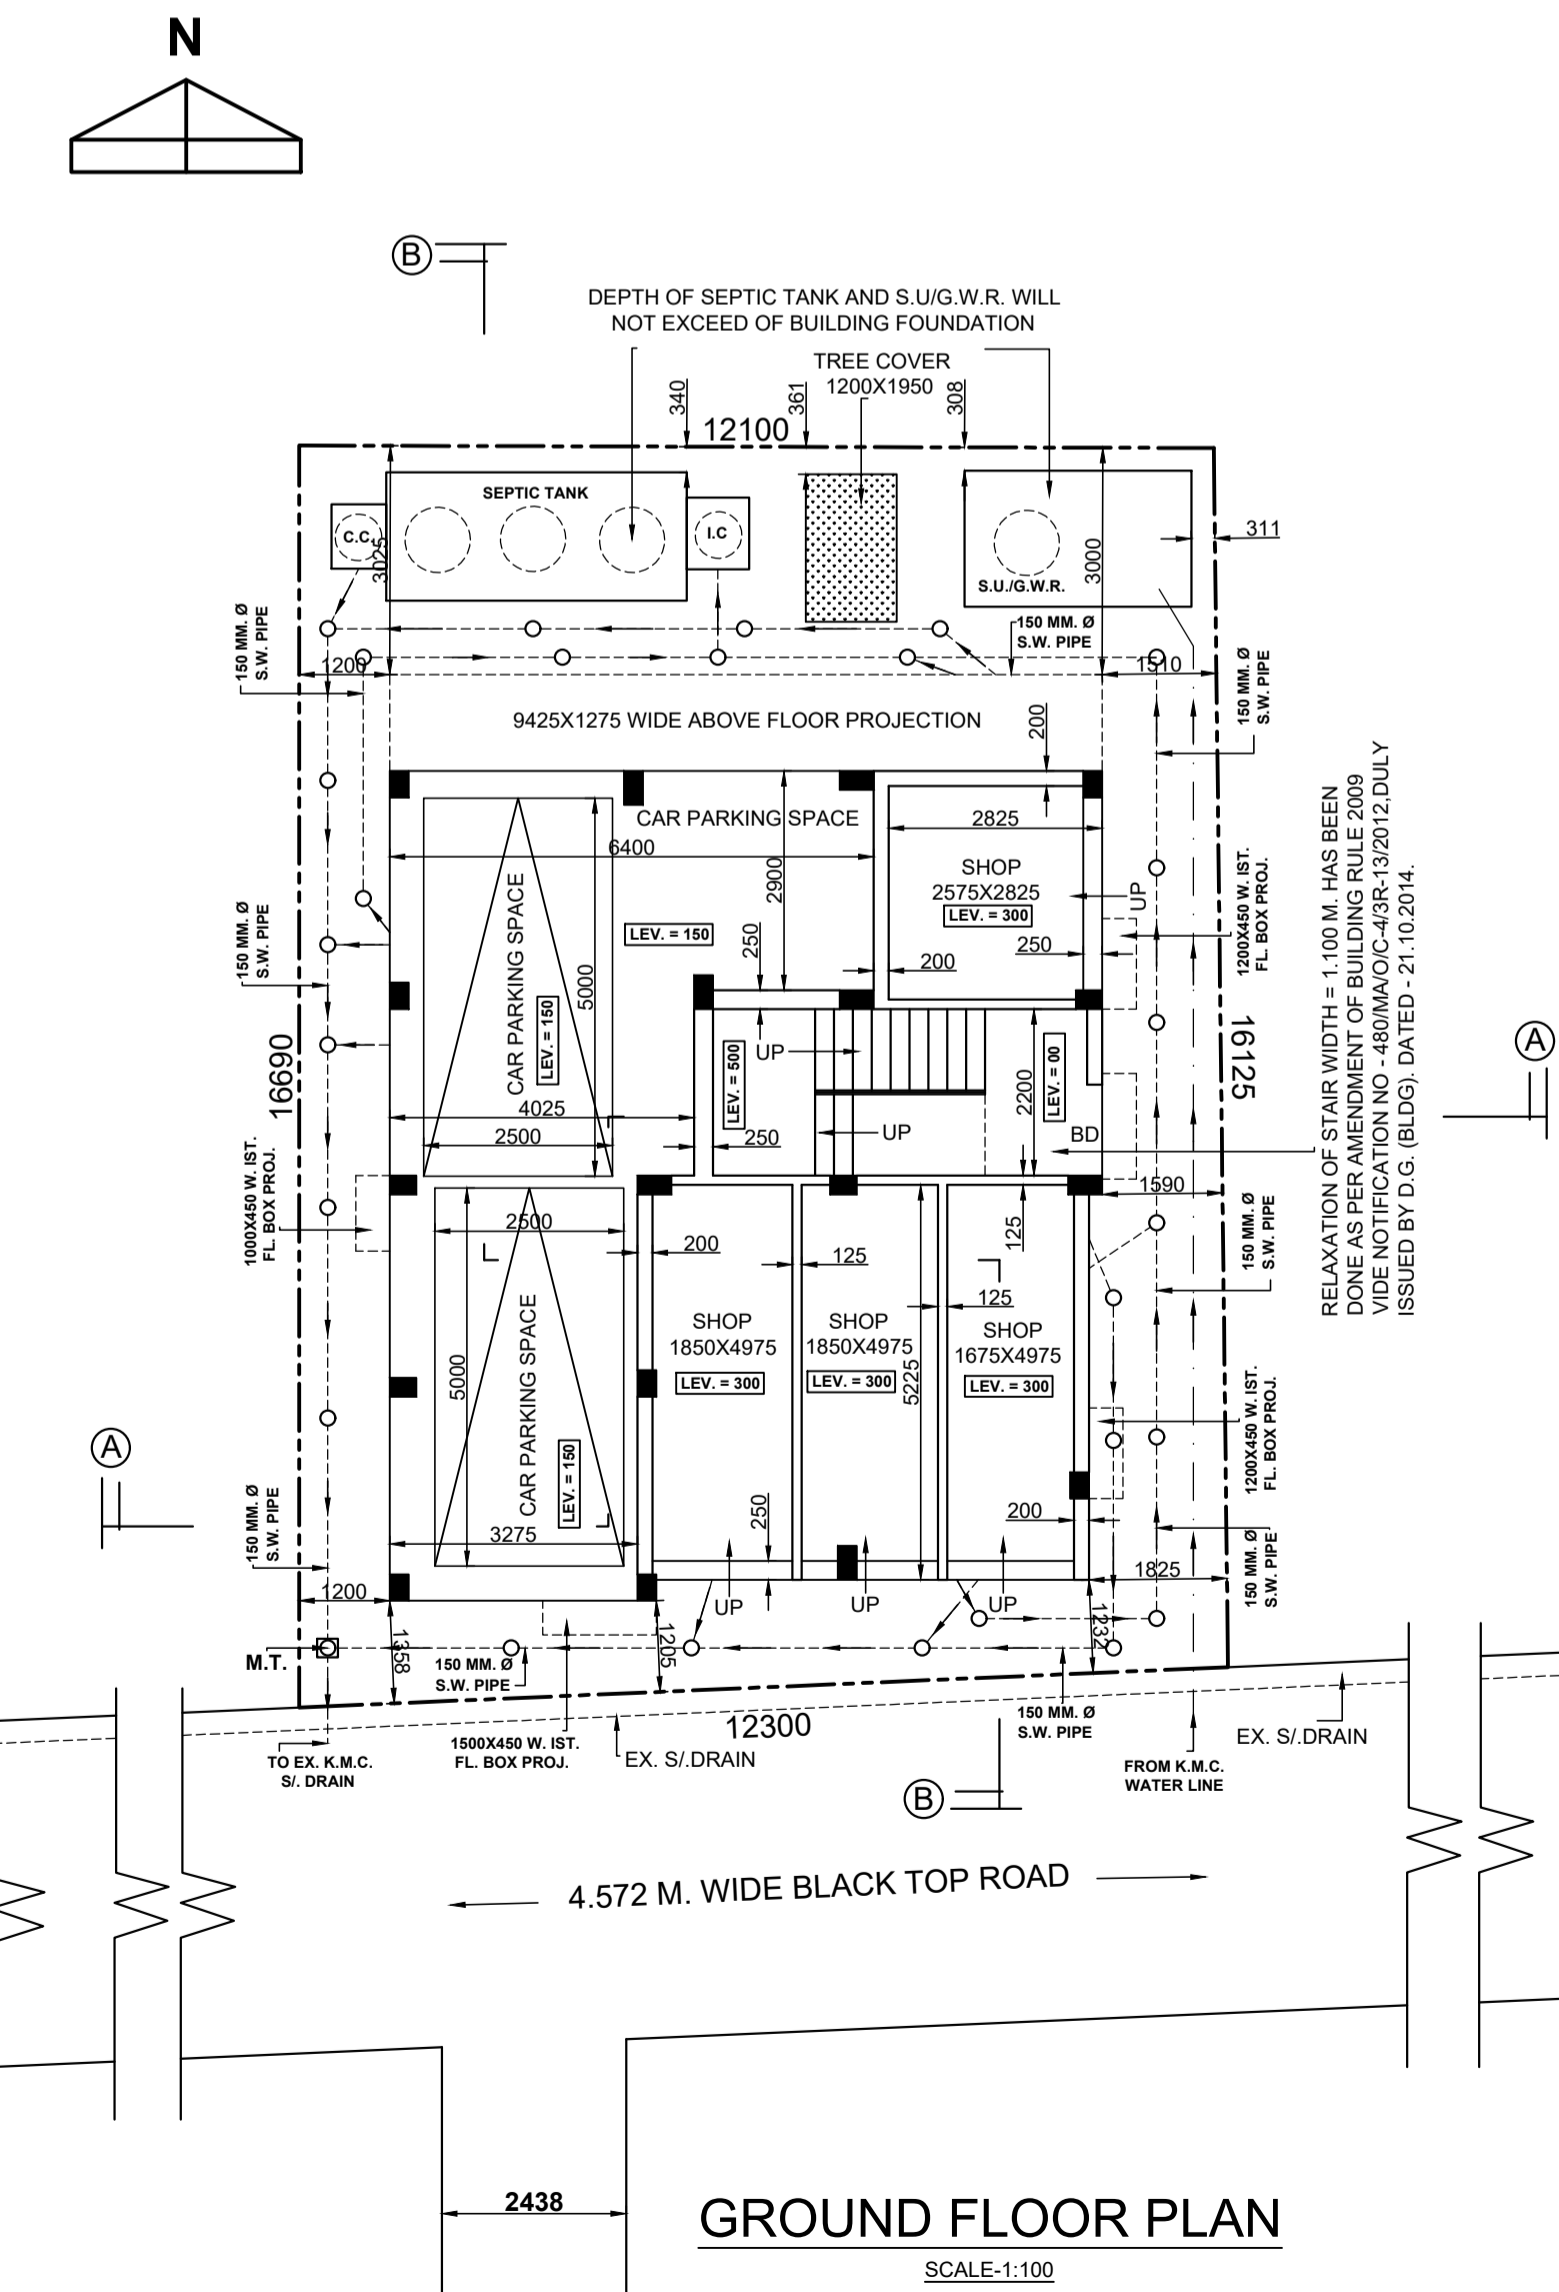 N
B
DEPTH OF SEPTIC TANK AND S.U/G.W.R. WILL
NOT EXCEED OF BUILDING FOUNDATION
TREE COVER
1200X1950
340
361
308
12100
SEPTIC TANK
C.C.
I.C
3025
3000
311
S.U./G.W.R.
150 MM. Ø
S.W. PIPE
150 MM. Ø
S.W. PIPE
1200
1510
150 MM. Ø
S.W. PIPE
9425X1275 WIDE ABOVE FLOOR PROJECTION
200
CAR PARKING SPACE
6400
2825
2900
SHOP
2575X2825
LEV. = 300
UP
1200X450 W. IST.
FL. BOX PROJ.
LEV. = 150
250
250
200
150 MM. Ø
S.W. PIPE
CAR PARKING SPACE
LEV. = 150
5000
16690
16125
A
UP
LEV. = 500
2200
LEV. = 00
4025
2500
250
UP
BD
RELAXATION OF STAIR WIDTH = 1.100 M. HAS BEEN
DONE AS PER AMENDMENT OF BUILDING RULE 2009
VIDE NOTIFICATION NO - 480/MA/O/C-4/3R-13/2012,DULY
ISSUED BY D.G. (BLDG). DATED - 21.10.2014.
1000X450 W. IST.
FL. BOX PROJ.
1590
2500
200
125
125
125
150 MM. Ø
S.W. PIPE
SHOP
1850X4975
LEV. = 300
SHOP
1850X4975
LEV. = 300
SHOP
1675X4975
LEV. = 300
5000
CAR PARKING SPACE
LEV. = 150
5225
1200X450 W. IST.
FL. BOX PROJ.
A
250
200
3275
150 MM. Ø
S.W. PIPE
150 MM. Ø
S.W. PIPE
1200
1825
UP
UP
UP
1358
1205
1232
M.T.
150 MM. Ø
S.W. PIPE
12300
150 MM. Ø
S.W. PIPE
TO EX. K.M.C.
S/. DRAIN
1500X450 W. IST.
FL. BOX PROJ.
EX. S/.DRAIN
EX. S/.DRAIN
FROM K.M.C.
WATER LINE
B
4.572 M. WIDE BLACK TOP ROAD
2438
GROUND FLOOR PLAN
SCALE-1:100